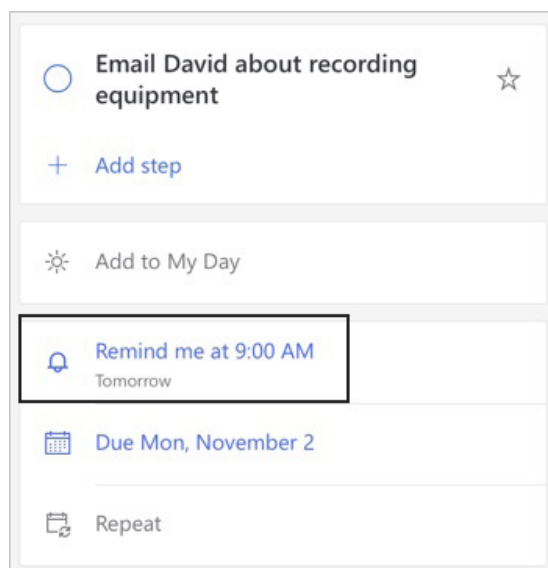 Email David about recording
equipment
Add step
Add to My Day
Remind me at 9:00 AM
Tomorrow
Due Mon, November 2
Repeat